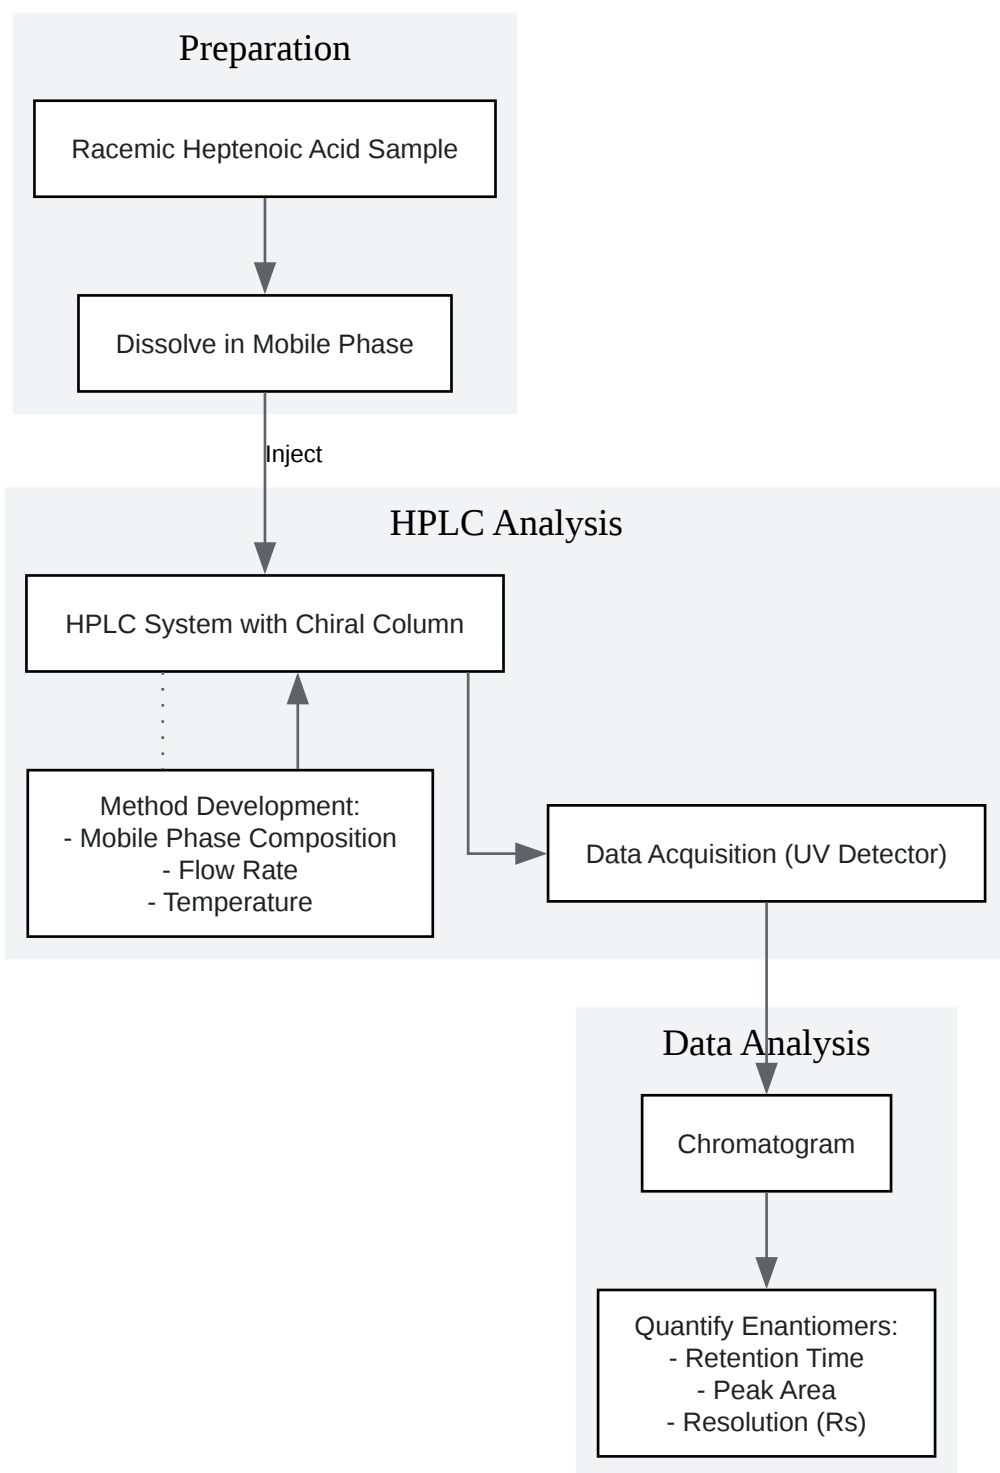 Preparation
Racemic Heptenoic Acid Sample
Dissolve in Mobile Phase
Inject
HPLC Analysis
HPLC System with Chiral Column
Method Development:
- Mobile Phase Composition
- Flow Rate
- Temperature
Data Acquisition (UV Detector)
Data Analysis
Chromatogram
Quantify Enantiomers:
- Retention Time
- Peak Area
- Resolution (Rs)